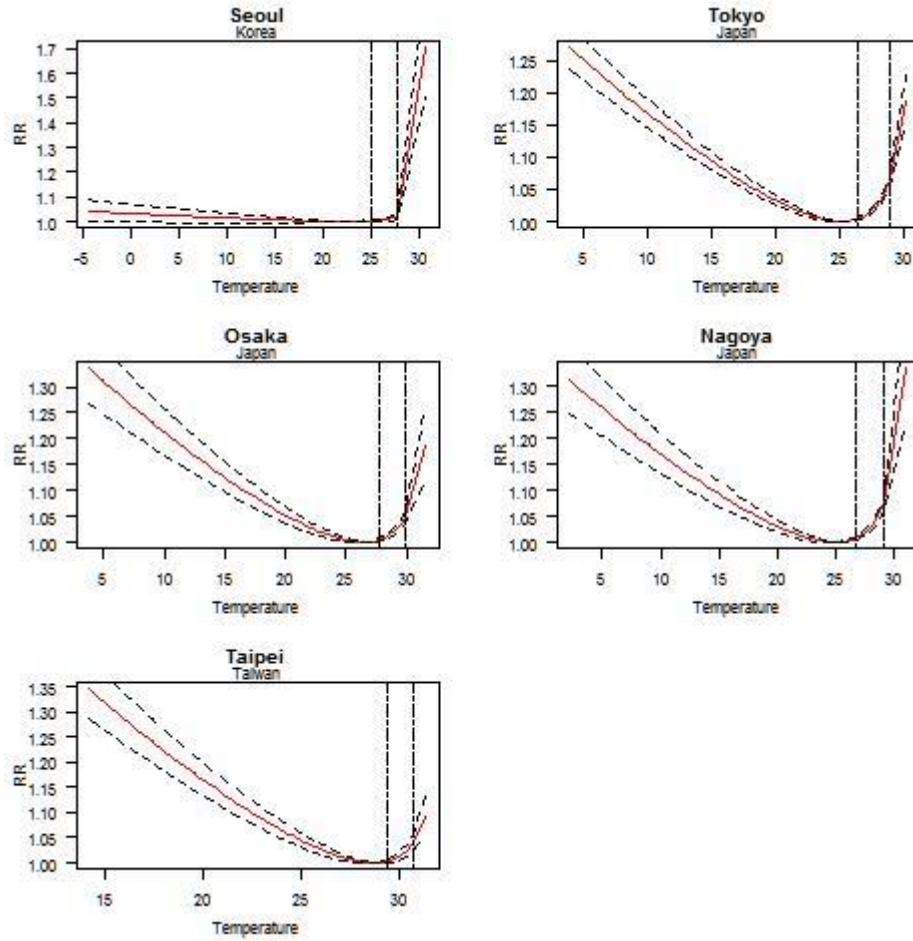 Seoul
Korea
RR
1.7
1.6
1.5
1.4
1.3
1.2
1.1
1.0
-5 0 5 10 15 20 25 30
Temperature
Tokyo
Japan
RR
1.25
1.20
1.15
1.10
1.05
1.00
5 10 15 20 25 30
Temperature
Osaka
Japan
RR
1.30
1.25
1.20
1.15
1.10
1.05
1.00
5 10 15 20 25 30
Temperature
Nagoya
Japan
RR
1.30
1.25
1.20
1.15
1.10
1.05
1.00
5 10 15 20 25 30
Temperature
Taipei
Taiwan
RR
1.35
1.30
1.25
1.20
1.15
1.10
1.05
1.00
15 20 25 30
Temperature